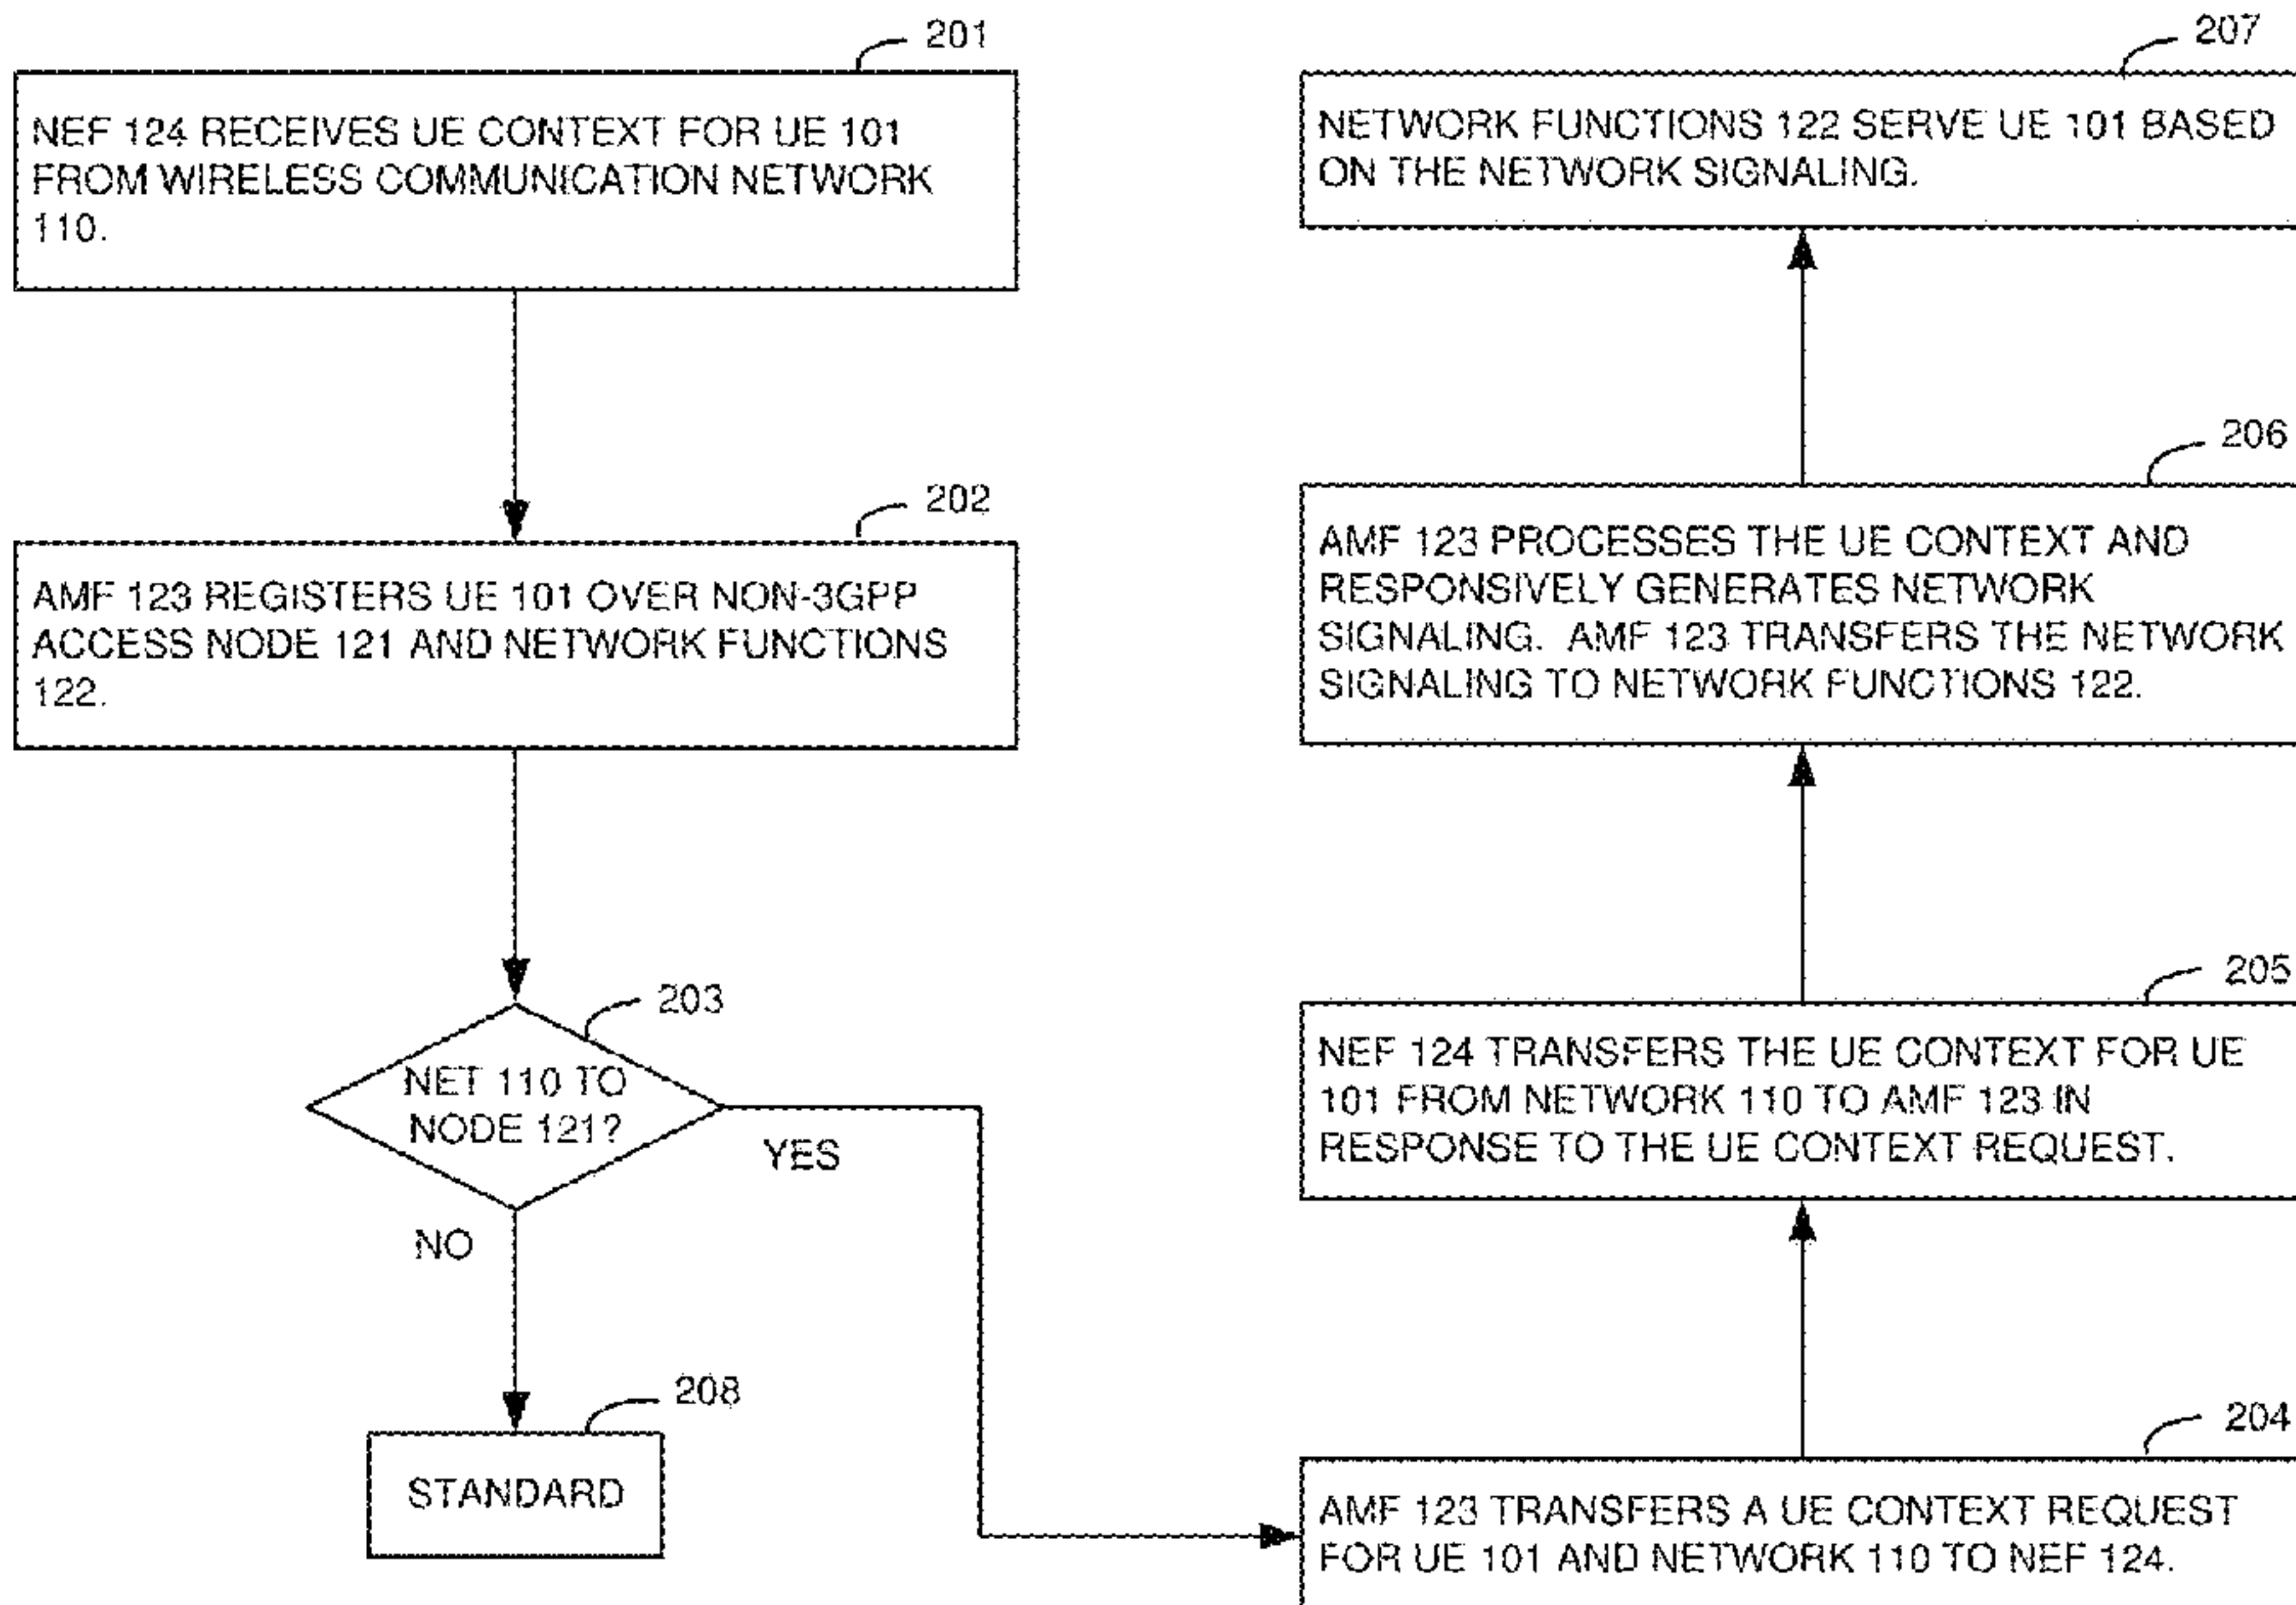 201
NEF 124 RECEIVES UE CONTEXT FOR UE 101
FROM WIRELESS COMMUNICATION NETWORK
110.
202
AMF 123 REGISTERS UE 101 OVER NON-3GPP
ACCESS NODE 121 AND NETWORK FUNCTIONS
122.
203
NET 110 TO
NODE 121?
YES
NO
208
STANDARD
204
AMF 123 TRANSFERS A UE CONTEXT REQUEST
FOR UE 101 AND NETWORK 110 TO NEF 124.
205
NEF 124 TRANSFERS THE UE CONTEXT FOR UE
101 FROM NETWORK 110 TO AMF 123 IN
RESPONSE TO THE UE CONTEXT REQUEST.
206
AMF 123 PROCESSES THE UE CONTEXT AND
RESPONSIVELY GENERATES NETWORK
SIGNALING. AMF 123 TRANSFERS THE NETWORK
SIGNALING TO NETWORK FUNCTIONS 122.
207
NETWORK FUNCTIONS 122 SERVE UE 101 BASED
ON THE NETWORK SIGNALING.